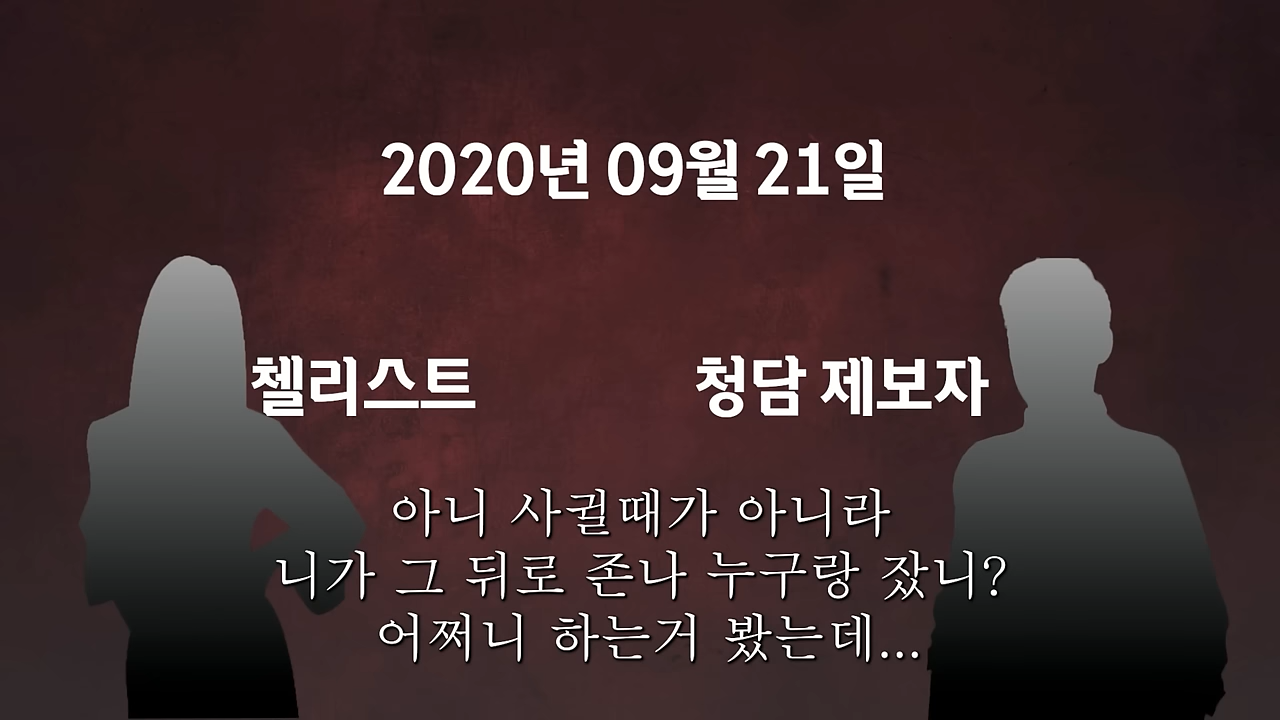 2020년 09월 21일
첼리스트
청담 제보자
아니 사귈때가 아니라
니가 그 뒤로 존나 누구랑 잤니?
어쩌니 하는거 봤는데...